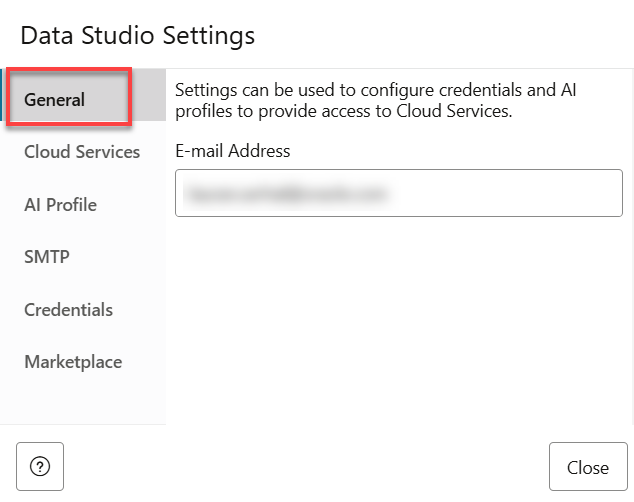 Data Studio Settings
General
Settings can be used to configure credentials and AI
profiles to provide access to Cloud Services.
E-mail Address
Cloud Services
AI Profile
SMTP
Credentials
Marketplace
Close